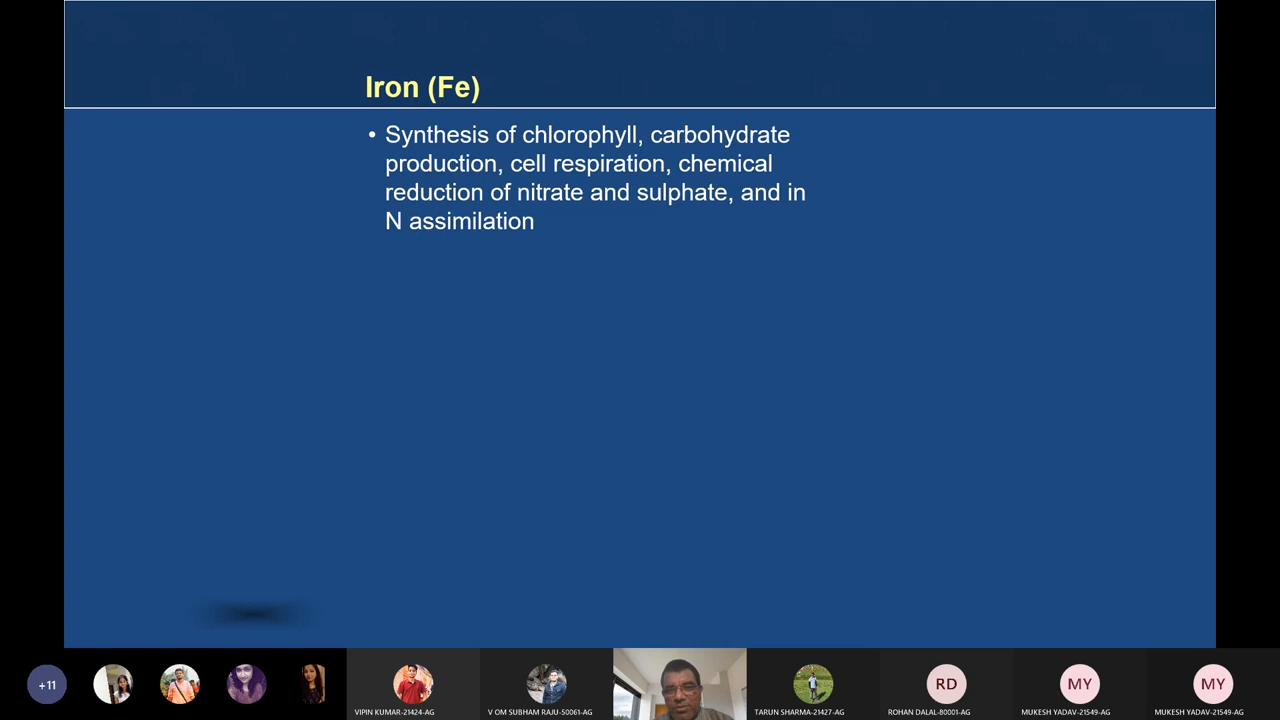 Iron (Fe)
• Synthesis of chlorophyll, carbohydrate
production, cell respiration, chemical
reduction of nitrate and sulphate, and in
N assimilation
+11
VIPIN KUMAR-21424-AG
V OM SUBHAM RAJU-50061-AG
TARUN SHARMA-21427-AG
RD
ROHAN DALAL-80001-AG
MY
MUKESH YADAV-21549-AG
MY
MUKESH YADAV-21549-AG